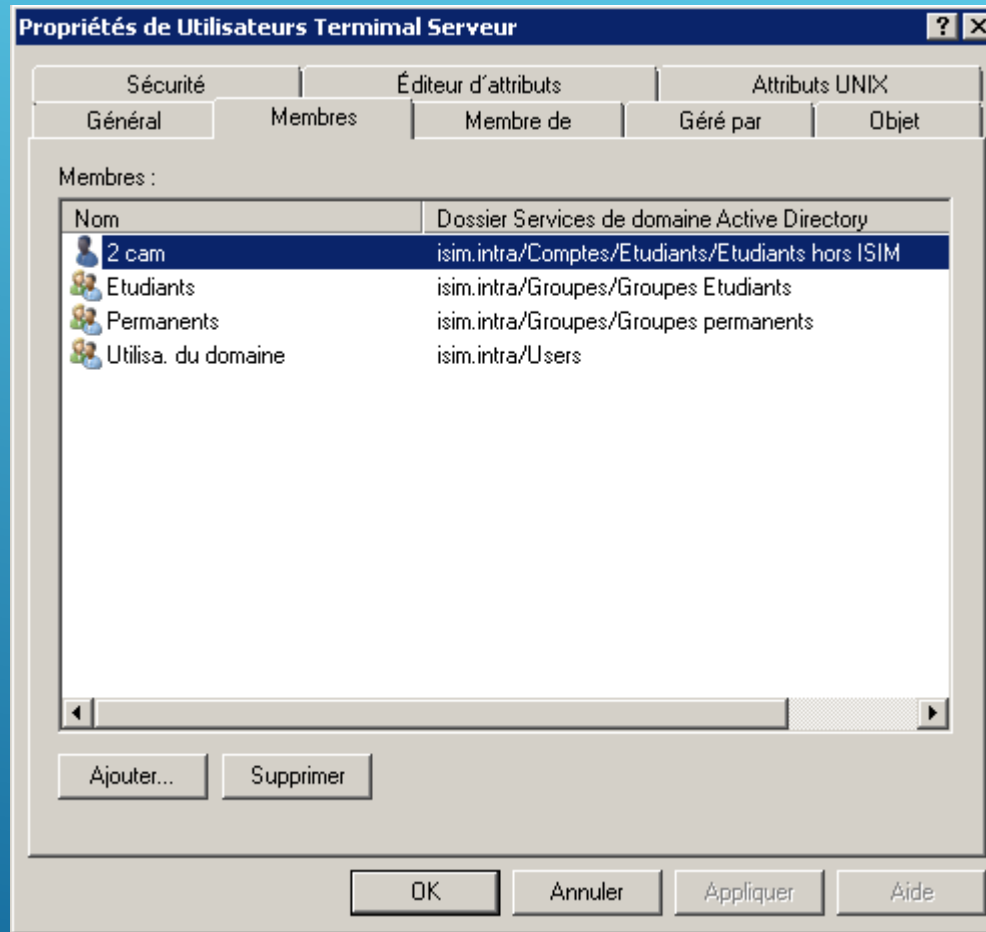 Propriétés de Utilisateurs Termimal Serveur
Sécurité Éditeur d'attributs Attributs UNIX
Général Membres Membre de Géré par Objet
Membres :
Nom Dossier Services de domaine Active Directory
2 cam isim.intra/Comptes/Etudiants/Etudiants hors ISIM
Etudiants isim.intra/Groupes/Groupes Etudiants
Permanents isim.intra/Groupes/Groupes permanents
Utilisa. du domaine isim.intra/Users
Ajouter... Supprimer
OK Annuler Appliquer Aide